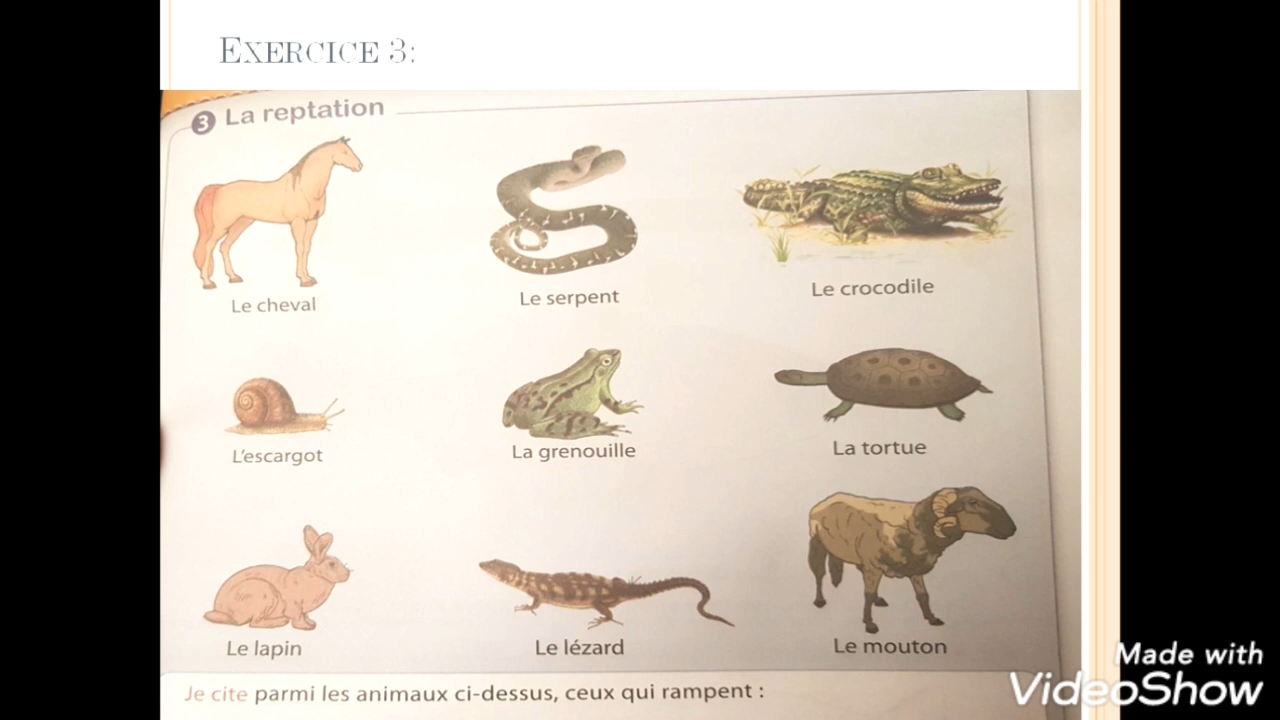 EXERCICE 3:
3 La reptation
Le cheval
Le serpent
Le crocodile
L'escargot
La grenouille
La tortue
Le lapin
Le lézard
Le mouton
Je cite parmi les animaux ci-dessus, ceux qui rampent :
Made with
VideoShow